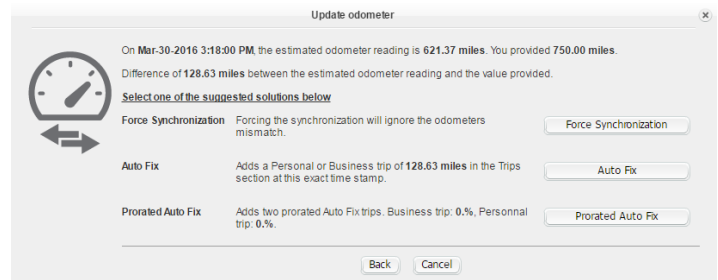 Update odometer
On Mar-30-2016 3:18:00 PM, the estimated odometer reading is 621.37 miles. You provided 750.00 miles.
Difference of 128.63 miles between the estimated odometer reading and the value provided.
Select one of the suggested solutions below
Force Synchronization Forcing the synchronization will ignore the odometers Force Synchronization
mismatch.
Auto Fix Adds a Personal or Business trip of 128.63 miles in the Trips Auto Fix
section at this exact time stamp.
Prorated Auto Fix Adds two prorated Auto Fix trips. Business trip: 0.%, Personnal Prorated Auto Fix
trip: 0.%.
Back Cancel